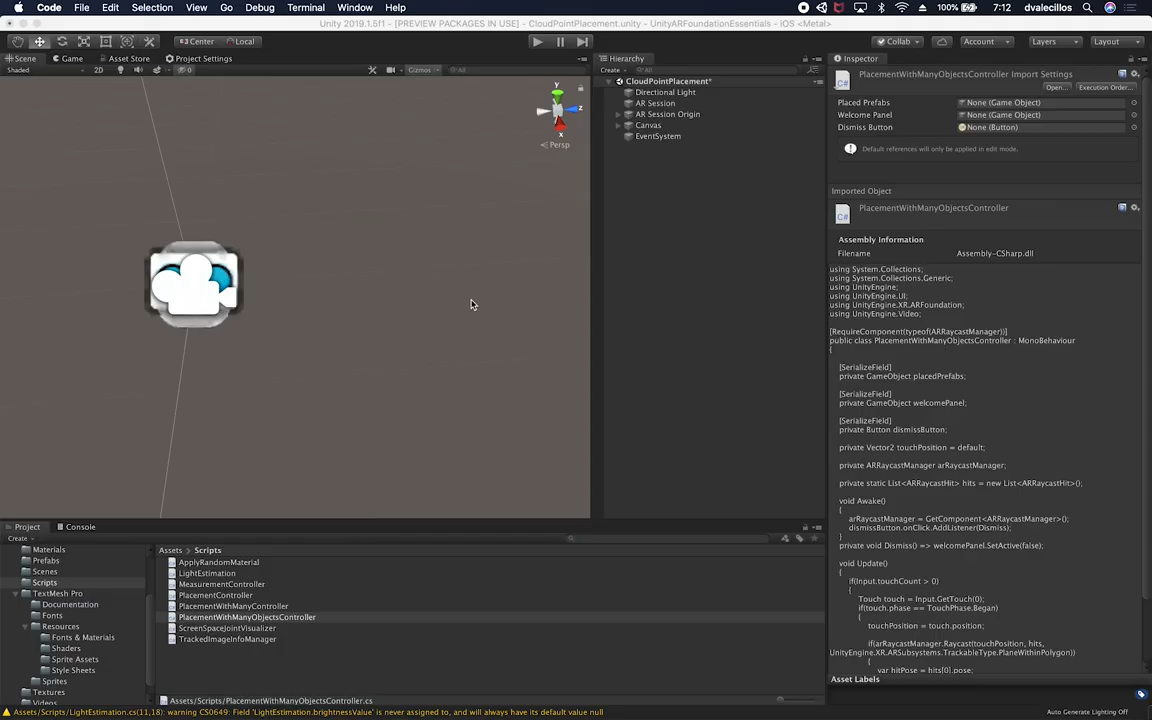 Code File Edit Selection View Go Debug Terminal Window Help 100% 7:12 dvalecillos
Unity 2019.1.5f1 - [PREVIEW PACKAGES IN USE] - CloudPointPlacement.unity - UnityARFoundationEssentials - iOS <Metal>
Center Local Collab Account Layers Layout
Scene Game Asset Store Project Settings
Shaded 2D Gizmos All
y
z
x
Persp
Hierarchy
Create All
CloudPointPlacement*
Directional Light
AR Session
AR Session Origin
Canvas
EventSystem
Inspector
PlacementWithManyObjectsController Import Settings
Open... Execution Order...
Placed Prefabs None (Game Object)
Welcome Panel None (Game Object)
Dismiss Button None (Button)
Default references will only be applied in edit mode.
Imported Object
PlacementWithManyObjectsController
Assembly Information
Filename Assembly-CSharp.dll
using System.Collections;
using System.Collections.Generic;
using UnityEngine;
using UnityEngine.UI;
using UnityEngine.XR.ARFoundation;
using UnityEngine.Video;
[RequireComponent(typeof(ARRaycastManager))]
public class PlacementWithManyObjectsController : MonoBehaviour
{
[SerializeField]
private GameObject placedPrefabs;
[SerializeField]
private GameObject welcomePanel;
[SerializeField]
private Button dismissButton;
private Vector2 touchPosition = default;
private ARRaycastManager arRaycastManager;
private static List<ARRaycastHit> hits = new List<ARRaycastHit>();
void Awake()
{
arRaycastManager = GetComponent<ARRaycastManager>();
dismissButton.onClick.AddListener(Dismiss);
}
private void Dismiss() => welcomePanel.SetActive(false);
void Update()
{
if(Input.touchCount > 0)
{
Touch touch = Input.GetTouch(0);
if(touch.phase == TouchPhase.Began)
{
touchPosition = touch.position;
if(arRaycastManager.Raycast(touchPosition, hits,
UnityEngine.XR.ARSubsystems.TrackableType.PlaneWithinPolygon))
{
var hitPose = hits[0].pose;
Asset Labels
Project Console
Create
Materials
Prefabs
Scenes
Scripts
TextMesh Pro
Documentation
Fonts
Resources
Fonts & Materials
Shaders
Sprite Assets
Style Sheets
Sprites
Textures
Videos
Assets > Scripts
ApplyRandomMaterial
LightEstimation
MeasurementController
PlacementController
PlacementWithManyController
PlacementWithManyObjectsController
ScreenSpaceJointVisualizer
TrackedImageInfoManager
Assets/Scripts/PlacementWithManyObjectsController.cs
Assets/Scripts/LightEstimation.cs(11,18): warning CS0649: Field 'LightEstimation.brightnessValue' is never assigned to, and will always have its default value null
Auto Generate Lighting Off